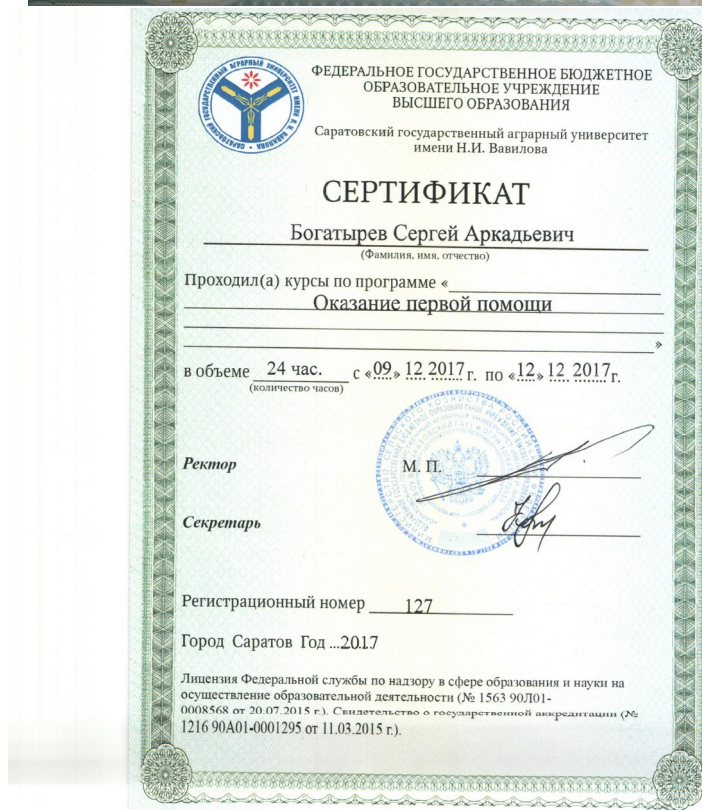 ФЕДЕРАЛЬНОЕ ГОСУДАРСТВЕННОЕ БЮДЖЕТНОЕ
ОБРАЗОВАТЕЛЬНОЕ УЧРЕЖДЕНИЕ
ВЫСШЕГО ОБРАЗОВАНИЯ
Саратовский государственный аграрный университет
имени Н.И. Вавилова
СЕРТИФИКАТ
Богатырев Сергей Аркадьевич
(Фамилия, имя, отчество)
Проходил(а) курсы по программе «
Оказание первой помощи
»
в объеме 24 час. с «09» 12 2017 г. по «12» 12 2017 г.
(количество часов)
Ректор М. П.
Секретарь
Регистрационный номер 127
Город Саратов Год ...2017
Лицензия Федеральной службы по надзору в сфере образования и науки на
осуществление образовательной деятельности (№ 1563 90Л01-
0008568 от 20.07.2015 г.). Свидетельство о государственной аккредитации (№
1216 90А01-0001295 от 11.03.2015 г.).